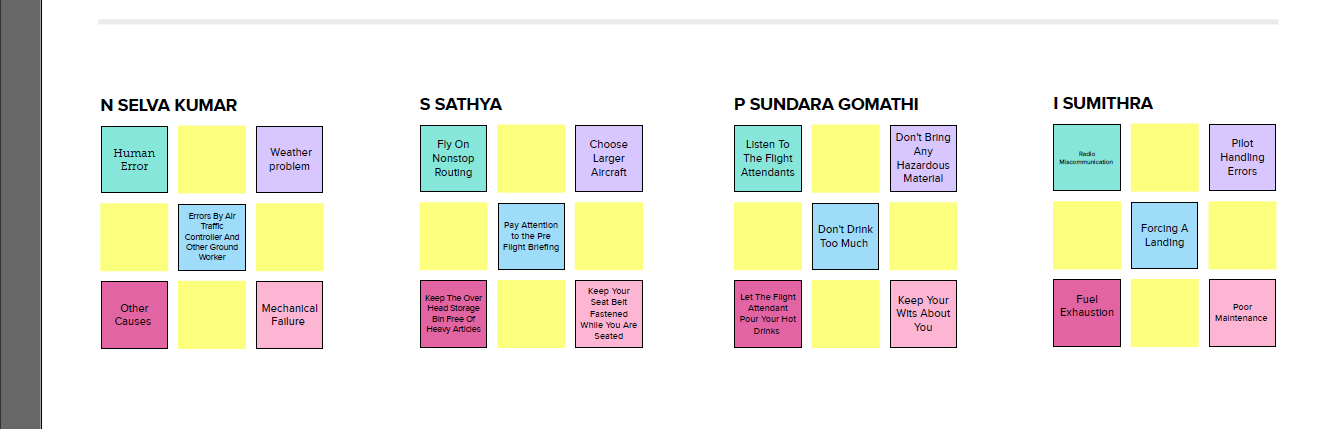 N SELVA KUMAR
Human
Error
Weather
problem
Errors By Air
Traffic
Controller And
Other Ground
Worker
Other
Causes
Mechanical
Failure
S SATHYA
Fly On
Nonstop
Routing
Choose
Larger
Aircraft
Pay Attention
to the Pre
Flight Briefing
Keep The Over
Head Storage
Bin Free Of
Heavy Articles
Keep Your
Seat Belt
Fastened
While You Are
Seated
P SUNDARA GOMATHI
Listen To
The Flight
Attendants
Don't Bring
Any
Hazardous
Material
Don't Drink
Too Much
Let The Flight
Attendant
Pour Your Hot
Drinks
Keep Your
Wits About
You
I SUMITHRA
Radio
Miscommunication
Pilot
Handling
Errors
Forcing A
Landing
Fuel
Exhaustion
Poor
Maintenance